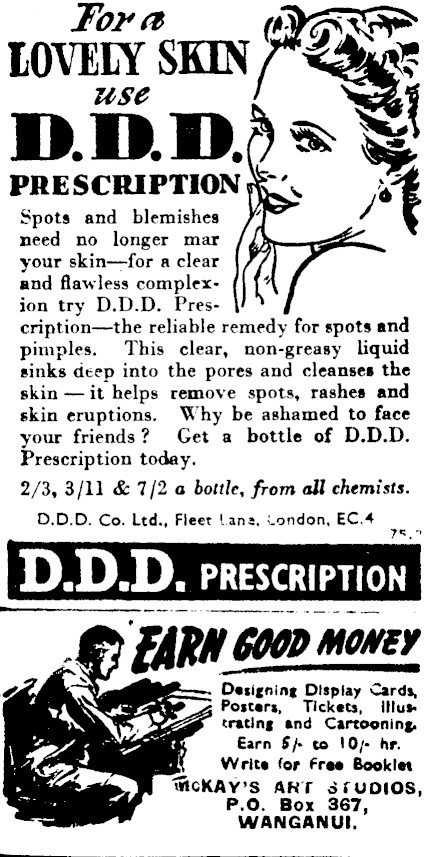 For a
LOVELY SKIN
use
D.D.D.
PRESCRIPTION
Spots and blemishes
need no longer mar
your skin—for a clear
and flawless complex-
ion try D.D.D. Pres-
cription—the reliable remedy for spots and
pimples. This clear, non-greasy liquid
sinks deep into the pores and cleanses the
skin — it helps remove spots, rashes and
skin eruptions. Why be ashamed to face
your friends? Get a bottle of D.D.D.
Prescription today.
2/3, 3/11 & 7/2 a bottle, from all chemists.
D.D.D. Co. Ltd., Fleet Lane, London, EC.4
D.D.D. PRESCRIPTION
EARN GOOD MONEY
Designing Display Cards,
Posters, Tickets, Illus-
trating and Cartooning.
Earn 5/- to 10/- hr.
Write for Free Booklet
McKAY'S ART STUDIOS,
P.O. Box 367,
WANGANUI.